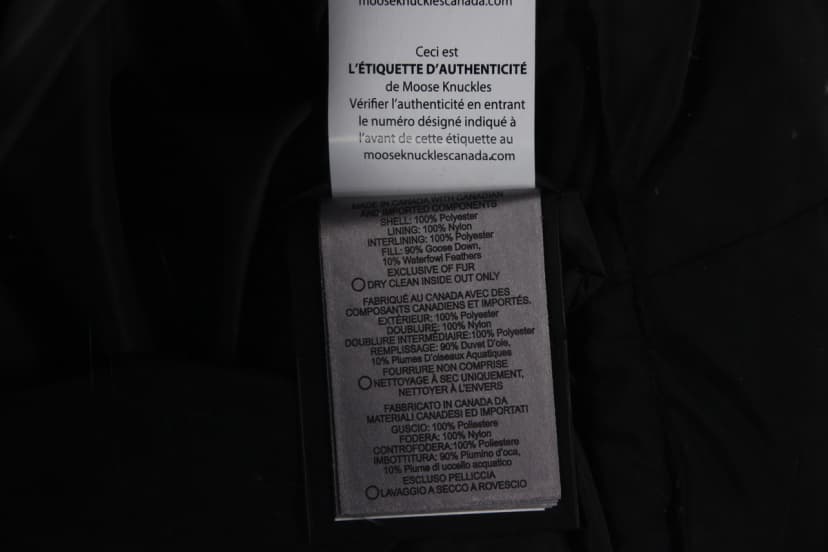 mooseknucklescanada.com
Ceci est
L'ÉTIQUETTE D'AUTHENTICITÉ
de Moose Knuckles
Vérifier l'authenticité en entrant
le numéro désigné indiqué à
l'avant de cette étiquette au
mooseknucklescanada.com
MADE IN CANADA WITH CANADIAN
AND IMPORTED COMPONENTS
SHELL: 100% Polyester
LINING: 100% Nylon
INTERLINING: 100% Polyester
FILL: 90% Goose Down,
10% Waterfowl Feathers
EXCLUSIVE OF FUR
DRY CLEAN INSIDE OUT ONLY
FABRIQUÉ AU CANADA AVEC DES
COMPOSANTS CANADIENS ET IMPORTÉS.
EXTÉRIEUR: 100% Polyester
DOUBLURE: 100% Nylon
DOUBLURE INTERMÉDIAIRE:100% Polyester
REMPLISSAGE: 90% Duvet D'oie,
10% Plumes D'oiseaux Aquatiques
FOURRURE NON COMPRISE
NETTOYAGE À SEC UNIQUEMENT,
NETTOYER À L'ENVERS
FABBRICATO IN CANADA DA
MATERIALI CANADESI ED IMPORTATI
GUSCIO: 100% Poliestere
FODERA: 100% Nylon
CONTROFODERA:100% Poliestere
IMBOTTITURA: 90% Piumino d'oca,
10% Piuma di uccello acquatico
ESCLUSO PELLICCIA
LAVAGGIO A SECCO À ROVESCIO